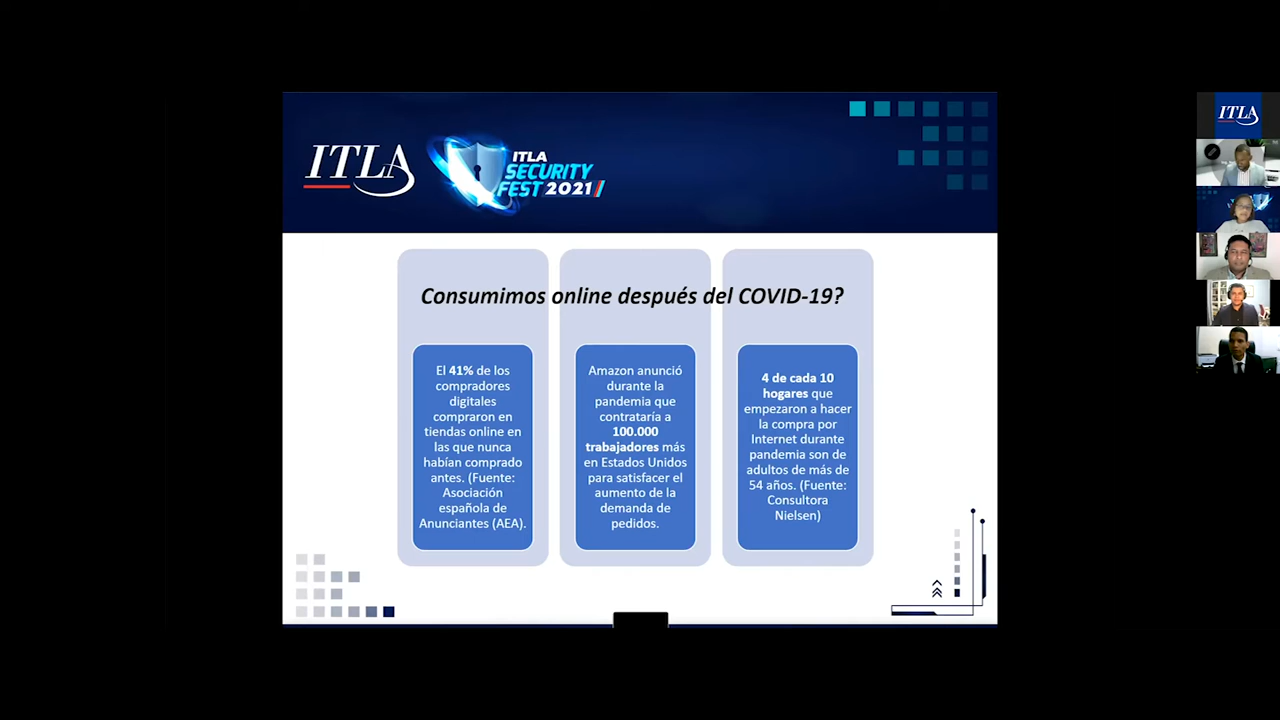 ITLA
ITLA
SECURITY
FEST 2021
Consumimos online después del COVID-19?
El 41% de los
compradores
digitales
compraron en
tiendas online en
las que nunca
habían comprado
antes. (Fuente:
Asociación
española de
Anunciantes (AEA).
Amazon anunció
durante la
pandemia que
contrataría a
100.000
trabajadores más
en Estados Unidos
para satisfacer el
aumento de la
demanda de
pedidos.
4 de cada 10
hogares que
empezaron a hacer
la compra por
Internet durante
pandemia son de
adultos de más de
54 años. (Fuente:
Consultora
Nielsen)
ITLA